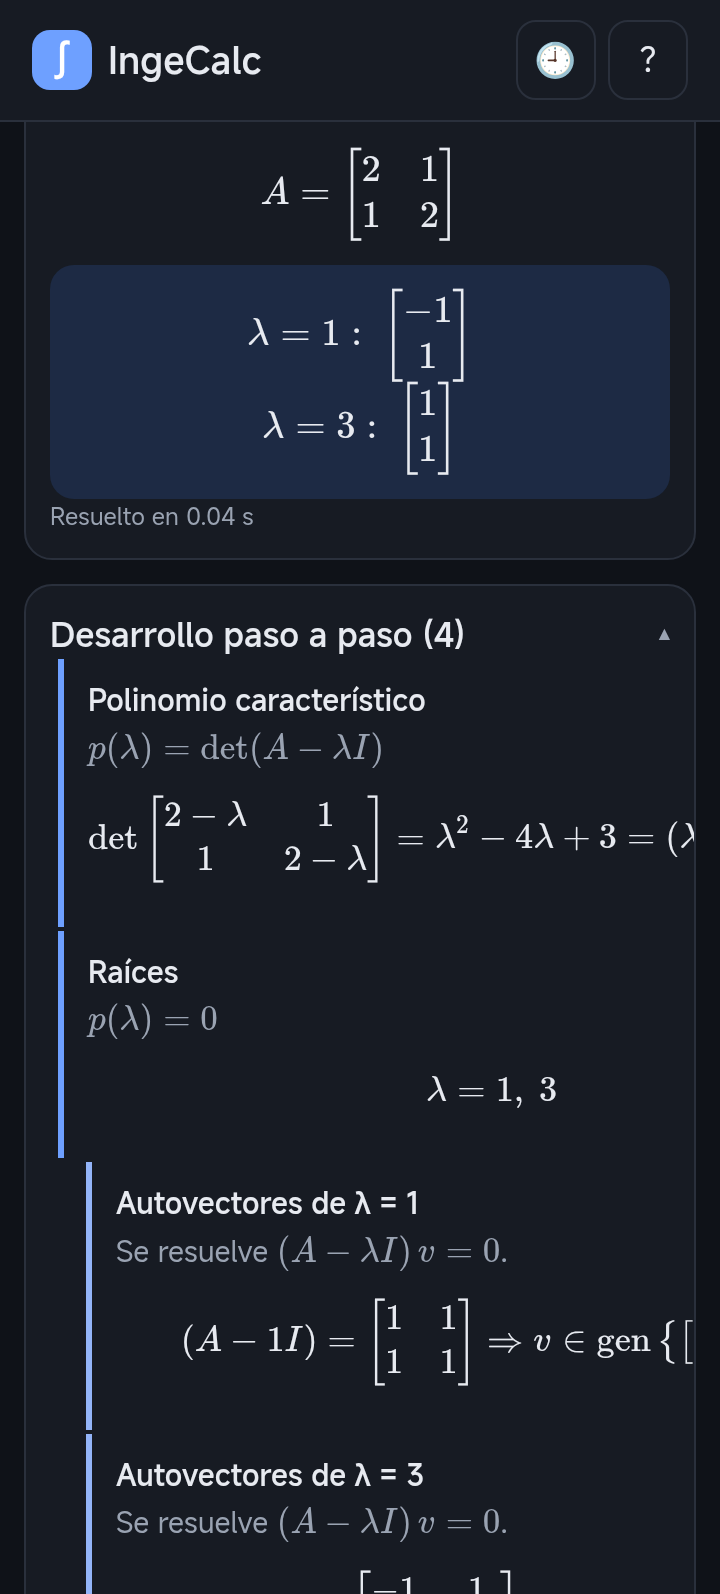 ∫ IngeCalc ?
A = [2 1; 1 2]
λ = 1 : [−1; 1]
λ = 3 : [1; 1]
Resuelto en 0.04 s
Desarrollo paso a paso (4) ▲
Polinomio característico
p(λ) = det(A − λI)
det [2 − λ 1; 1 2 − λ] = λ² − 4λ + 3 = (λ
Raíces
p(λ) = 0
λ = 1, 3
Autovectores de λ = 1
Se resuelve (A − λI) v = 0.
(A − 1I) = [1 1; 1 1] ⇒ v ∈ gen {[
Autovectores de λ = 3
Se resuelve (A − λI) v = 0.
[−1 1]